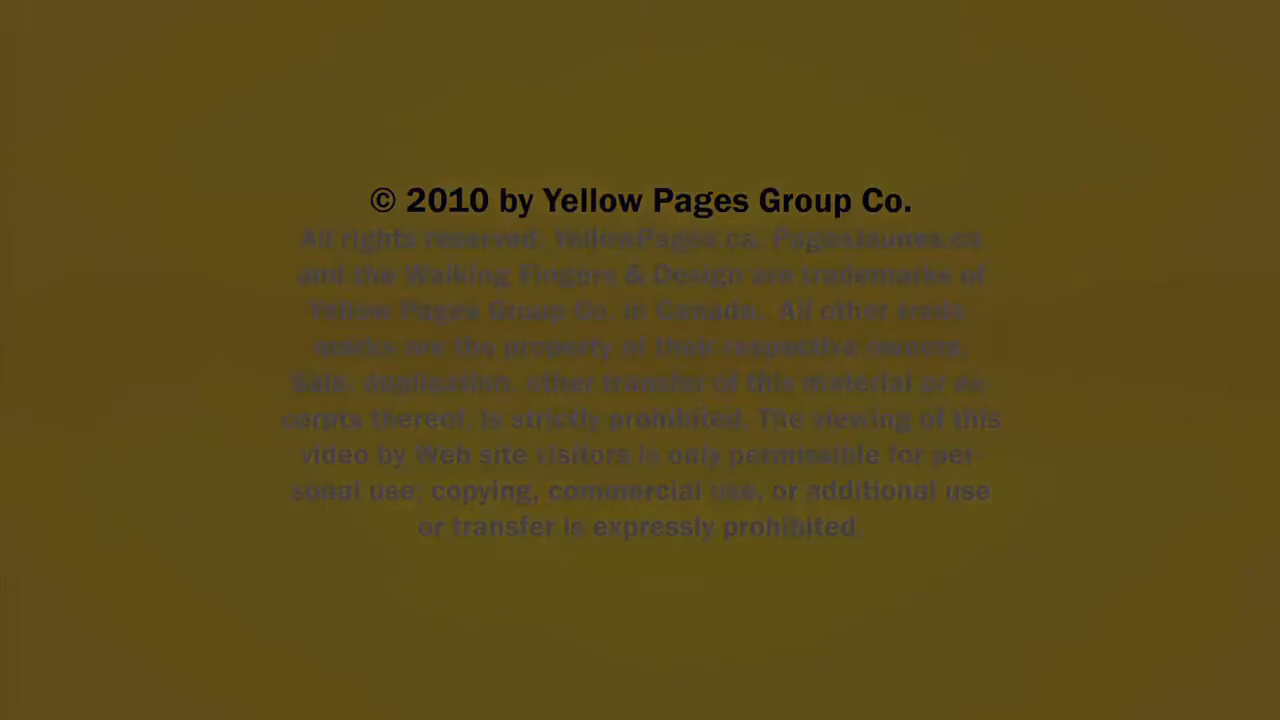 © 2010 by Yellow Pages Group Co.
All rights reserved. YellowPages.ca, PagesJaunes.ca
and the Walking Fingers & Design are trademarks of
Yellow Pages Group Co. in Canada. All other trade-
marks are the property of their respective owners.
Sale, duplication, other transfer of this material or ex-
cerpts thereof, is strictly prohibited. The viewing of this
video by Web site visitors is only permissible for per-
sonal use; copying, commercial use, or additional use
or transfer is expressly prohibited.